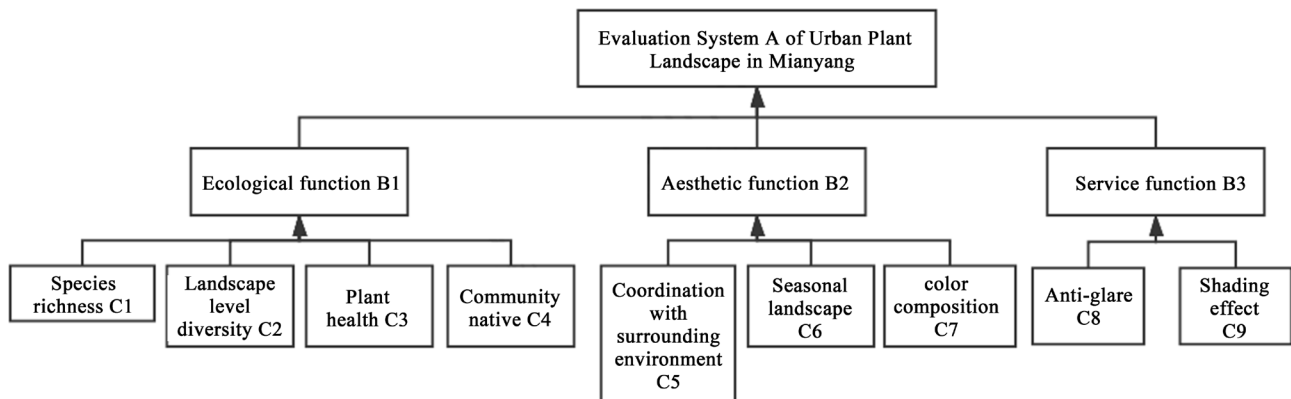 Evaluation System A of Urban Plant
Landscape in Mianyang
Ecological function B1
Aesthetic function B2
Service function B3
Species
richness C1
Landscape
level
diversity C2
Plant
health C3
Community
native C4
Coordination
with
surrounding
environment
C5
Seasonal
landscape
C6
color
composition
C7
Anti-glare
C8
Shading
effect
C9